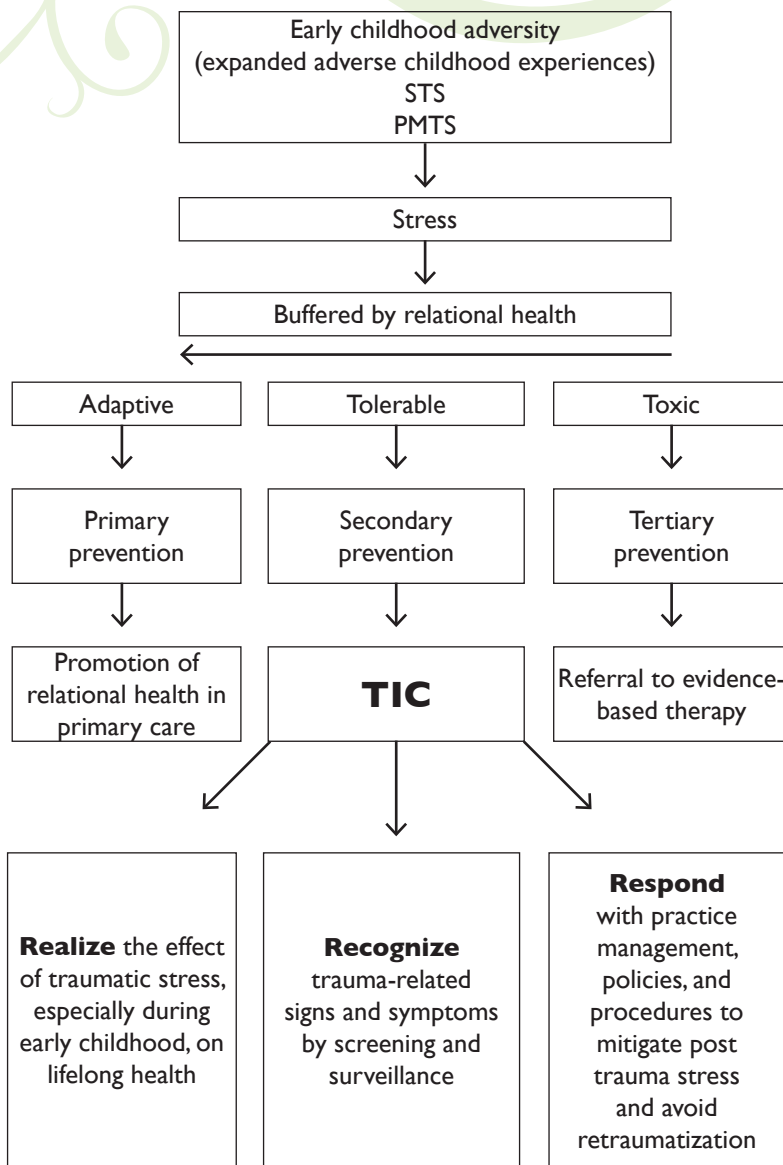 Early childhood adversity
(expanded adverse childhood experiences)
STS
PMTS
Stress
Buffered by relational health
Adaptive
Tolerable
Toxic
Primary
prevention
Secondary
prevention
Tertiary
prevention
Promotion of
relational health in
primary care
TIC
Referral to evidence-
based therapy
Realize the effect
of traumatic stress,
especially during
early childhood, on
lifelong health
Recognize
trauma-related
signs and symptoms
by screening and
surveillance
Respond
with practice
management,
policies, and
procedures to
mitigate post
trauma stress
and avoid
retraumatization